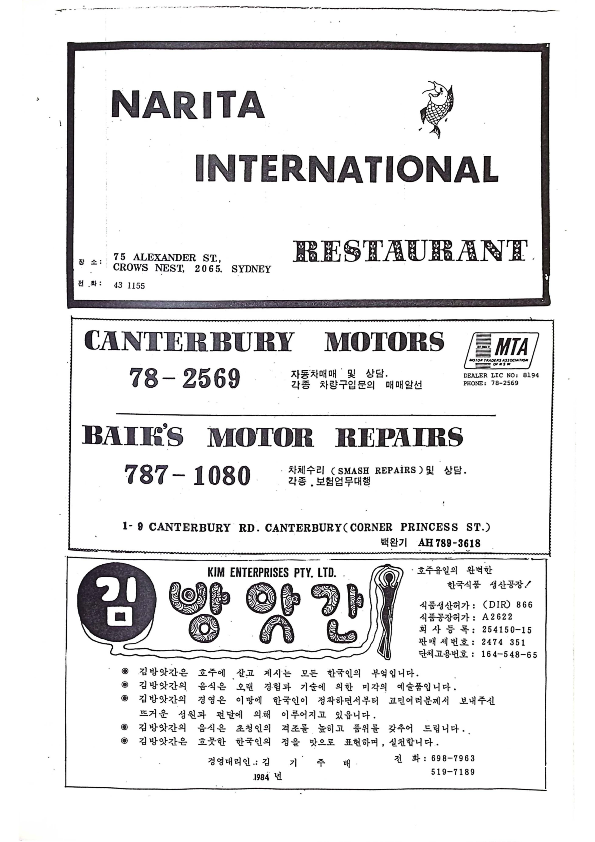 NARITA
INTERNATIONAL
RESTAURANT
장 소: 75 ALEXANDER ST.,
CROWS NEST, 2065. SYDNEY
전 화: 43 1155
CANTERBURY MOTORS
78-2569
자동차매매 및 상담.
각종 차량구입문의 매매알선
MTA
MOTOR TRADERS ASSOCIATION
OF NSW
DEALER LIC NO: 8194
PHONE: 78-2569
BAIK'S MOTOR REPAIRS
787-1080
차체수리 (SMASH REPAIRS) 및 상담.
각종 보험업무대행
1-9 CANTERBURY RD. CANTERBURY(CORNER PRINCESS ST.)
백완기 AH 789-3618
KIM ENTERPRISES PTY. LTD.
김 방앗간
호주유일의 완벽한
한국식품 생산공장!
식품생산허가: (DIR) 866
식품공장허가: A2622
회 사 등 록: 254150-15
판매 세번호: 2474 351
단체고용번호: 164-548-65
◉ 김방앗간은 호주에 살고 계시는 모든 한국인의 부엌입니다.
◉ 김방앗간의 음식은 오랜 경험과 기술에 의한 미각의 예술품입니다.
◉ 김방앗간의 경영은 이땅에 한국인이 정착하면서부터 교민여러분께서 보내주신
뜨거운 성원과 편달에 의해 이루어지고 있읍니다.
◉ 김방앗간의 음식은 조청인의 격조를 높히고 품위를 갖추어 드립니다.
◉ 김방앗간은 흐뭇한 한국인의 정을 맛으로 표현하며, 실천합니다.
경영대리인: 김 기 주 매
전 화: 698-7963
519-7189
1984 년